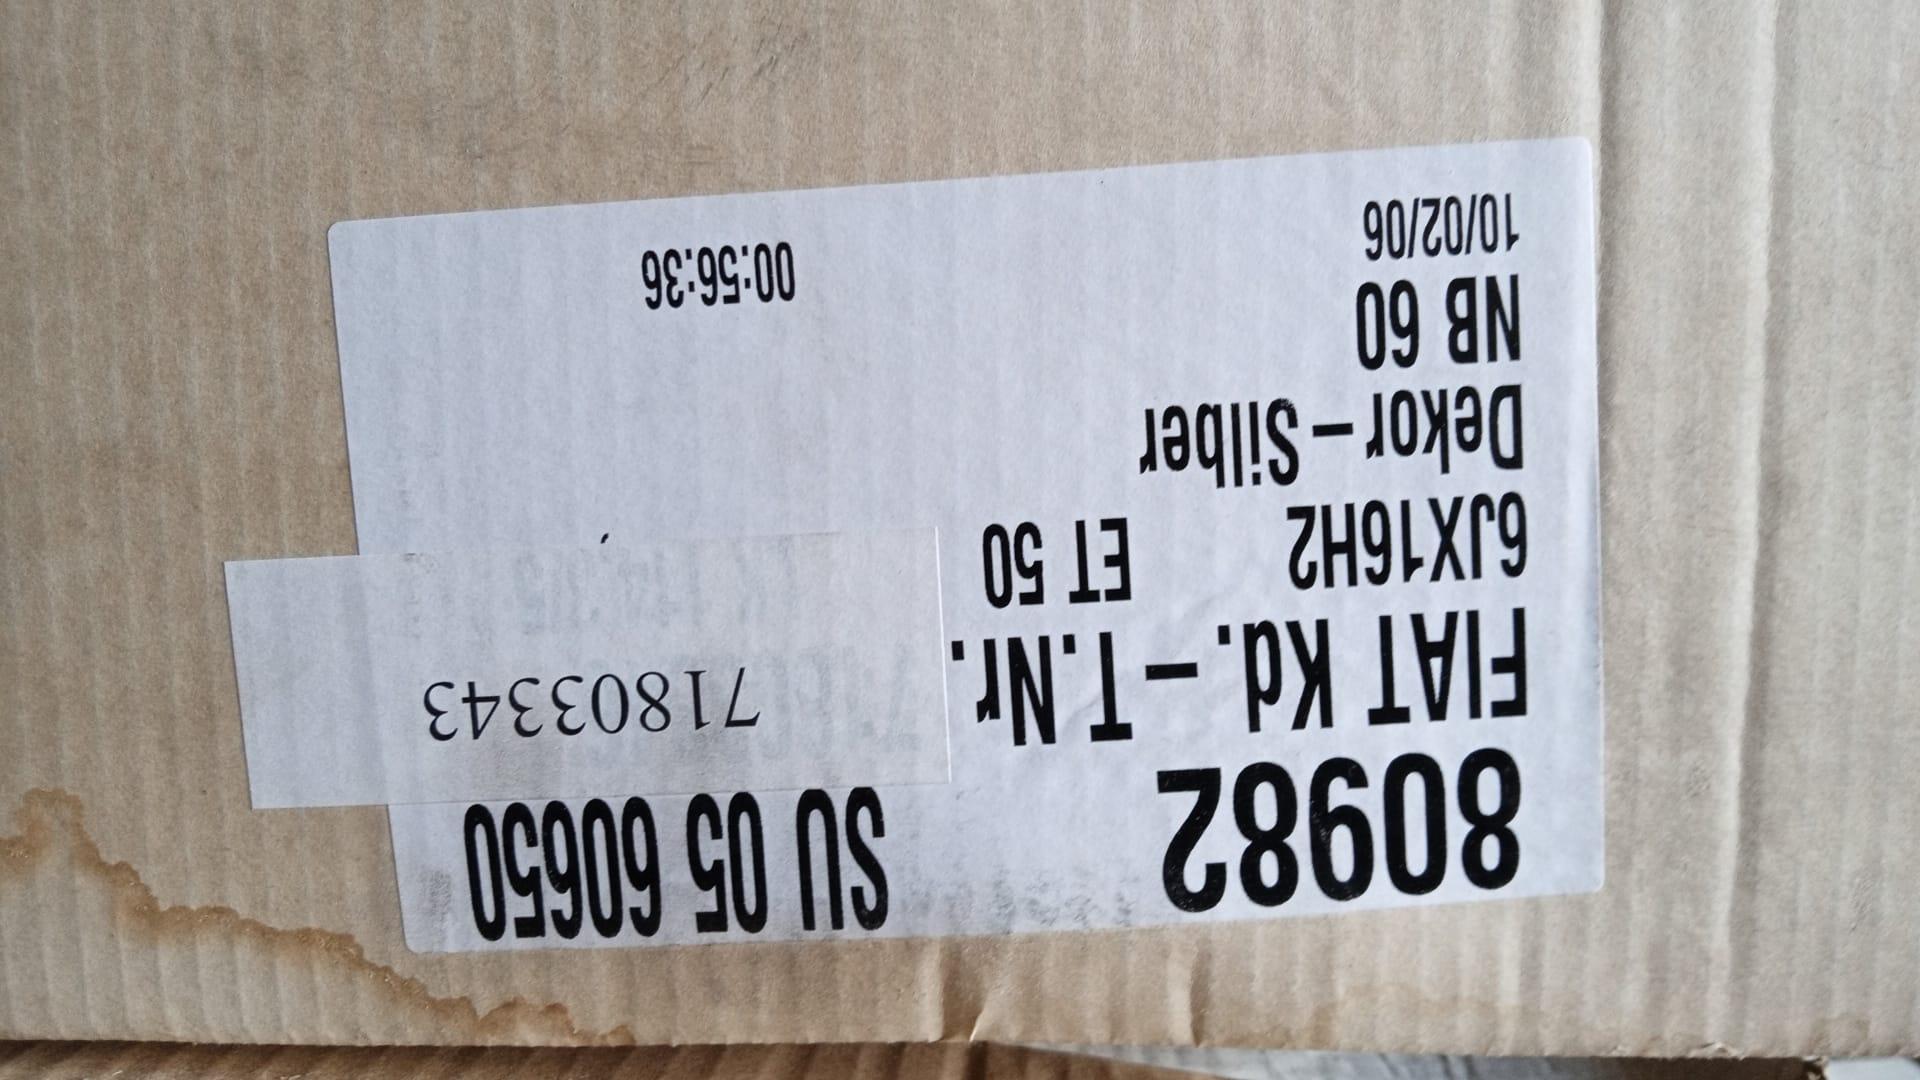 80982 SU 05 60650
FIAT Kd.-T.Nr. 71803343
6JX16H2 ET 50
Dekor-Silber
NB 60
10/02/06 00:56:36